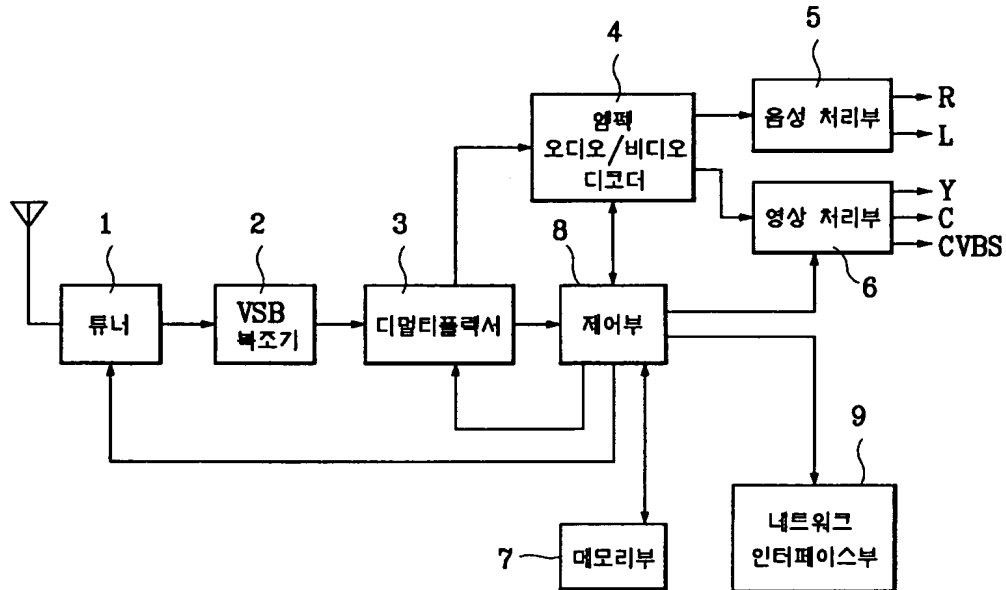 4
엠펙
오디오/비디오
디코더
5
음성 처리부
R
L
Y
C
CVBS
영상 처리부
6
1
튜너
2
VSB
복조기
3
디멀티플렉서
8
제어부
7
메모리부
9
네트워크
인터페이스부